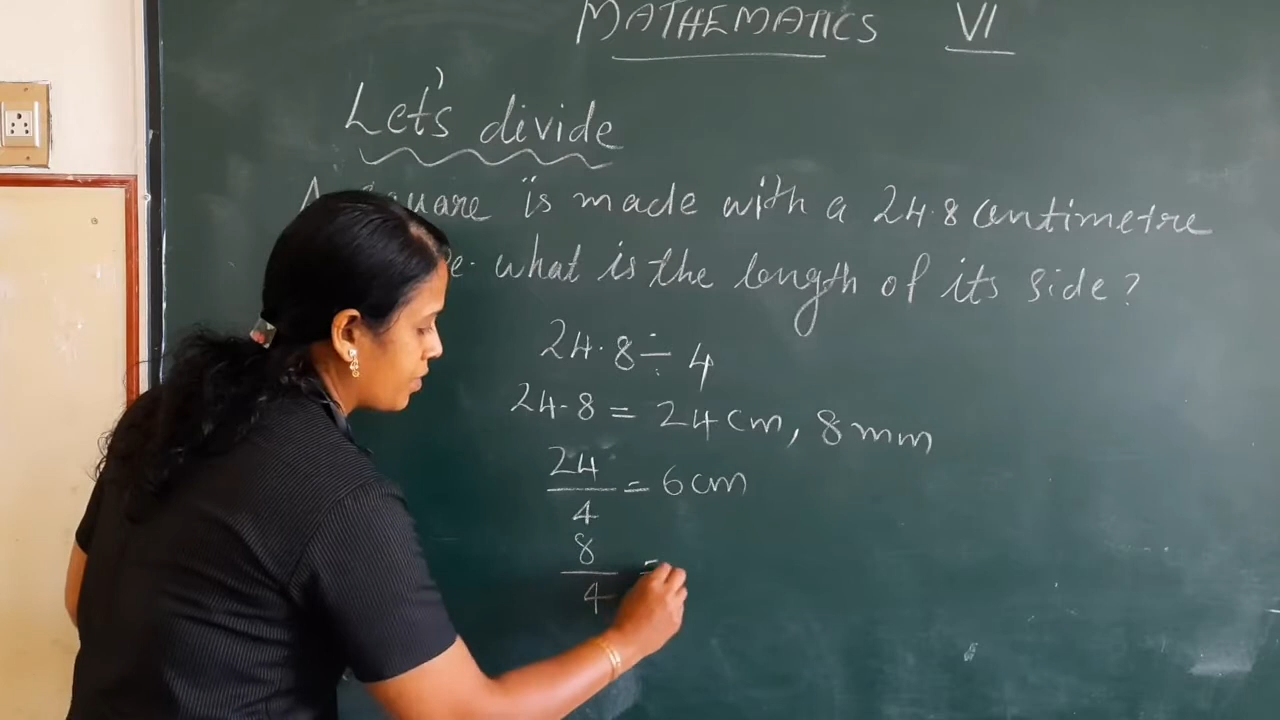 MATHEMATICS VI
Let's divide
A square is made with a 24.8 centimetre
what is the length of its side?
24.8 ÷ 4
24.8 = 24 cm, 8 mm
24/4 = 6 cm
8/4 =